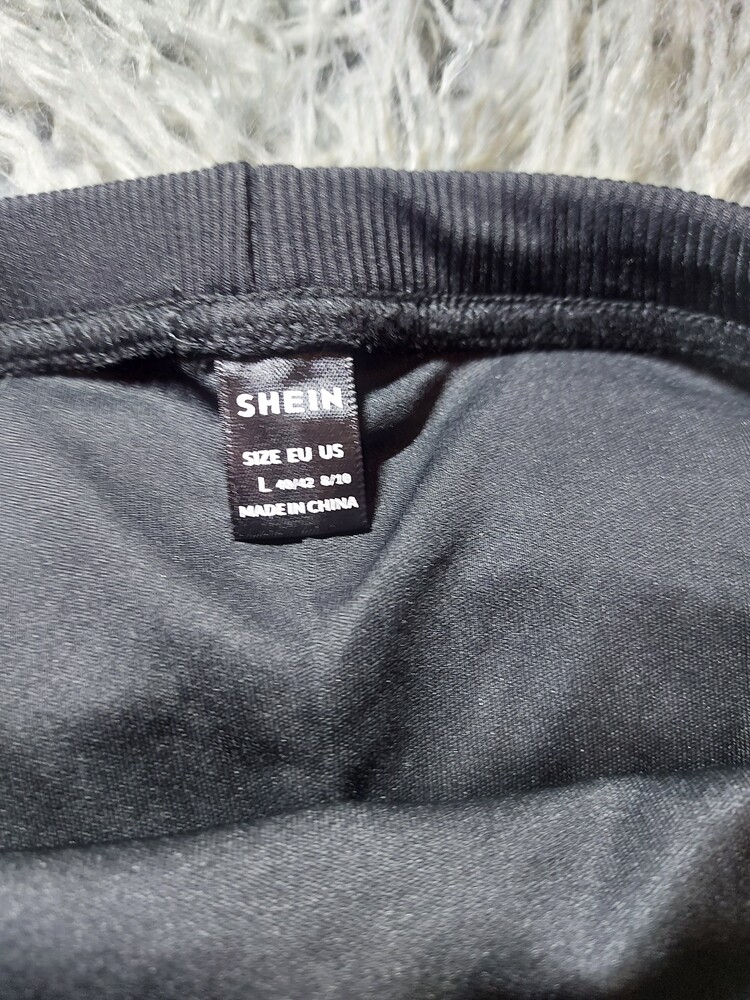 SHEIN
SIZE EU US
L 40/42 8/10
MADE IN CHINA